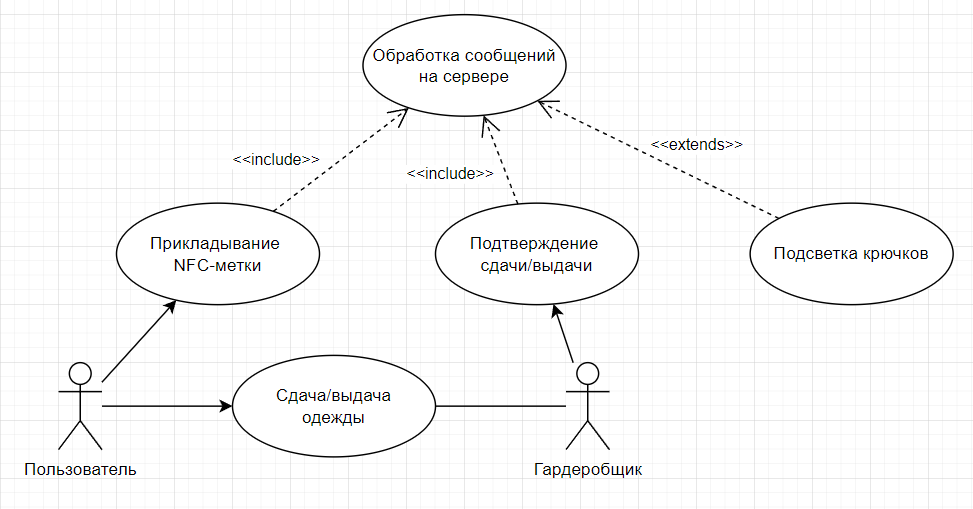 Обработка сообщений
на сервере
<<include>>
<<include>>
<<extends>>
Прикладывание
NFC-метки
Подтверждение
сдачи/выдачи
Подсветка крючков
Сдача/выдача
одежды
Пользователь
Гардеробщик